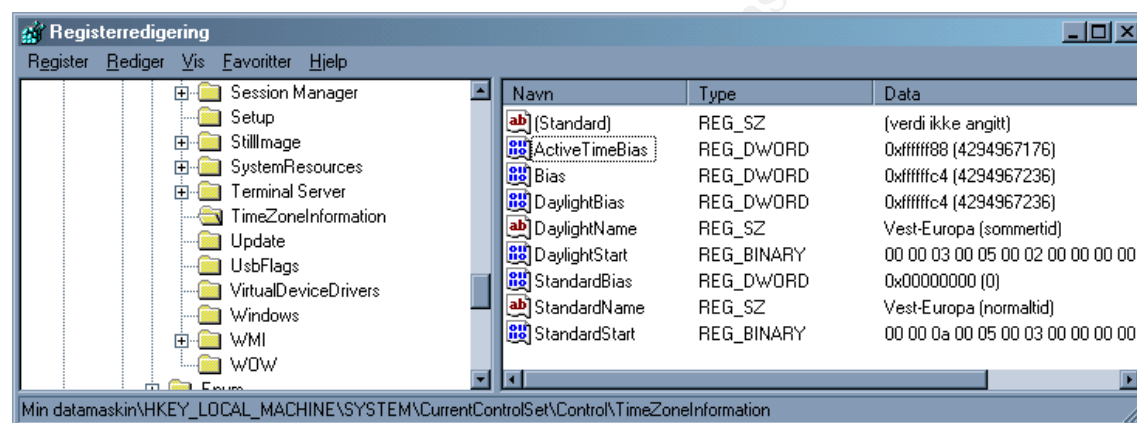 Registerredigering
Register Rediger Vis Favoritter Hjelp
Session Manager
Setup
StillImage
SystemResources
Terminal Server
TimeZoneInformation
Update
UsbFlags
VirtualDeviceDrivers
Windows
WMI
WOW
Enum
Navn Type Data
(Standard) REG_SZ (verdi ikke angitt)
ActiveTimeBias REG_DWORD 0xffffff88 (4294967176)
Bias REG_DWORD 0xffffffc4 (4294967236)
DaylightBias REG_DWORD 0xffffffc4 (4294967236)
DaylightName REG_SZ Vest-Europa (sommertid)
DaylightStart REG_BINARY 00 00 03 00 05 00 02 00 00 00 00
StandardBias REG_DWORD 0x00000000 (0)
StandardName REG_SZ Vest-Europa (normaltid)
StandardStart REG_BINARY 00 00 0a 00 05 00 03 00 00 00 00
Min datamaskin\HKEY_LOCAL_MACHINE\SYSTEM\CurrentControlSet\Control\TimeZoneInformation